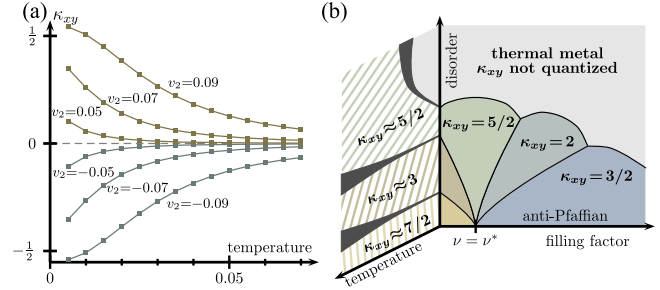 (a)
κxy
1/2
v₂=0.09
v₂=0.07
v₂=0.05
0
v₂=−0.05
v₂=−0.07
v₂=−0.09
−1/2
temperature
0
0.05
(b)
disorder
thermal metal
κxy not quantized
κxy≈5/2
κxy=5/2
κxy=2
κxy≈3
κxy=3/2
κxy≈7/2
anti-Pfaffian
temperature
ν = ν*
filling factor